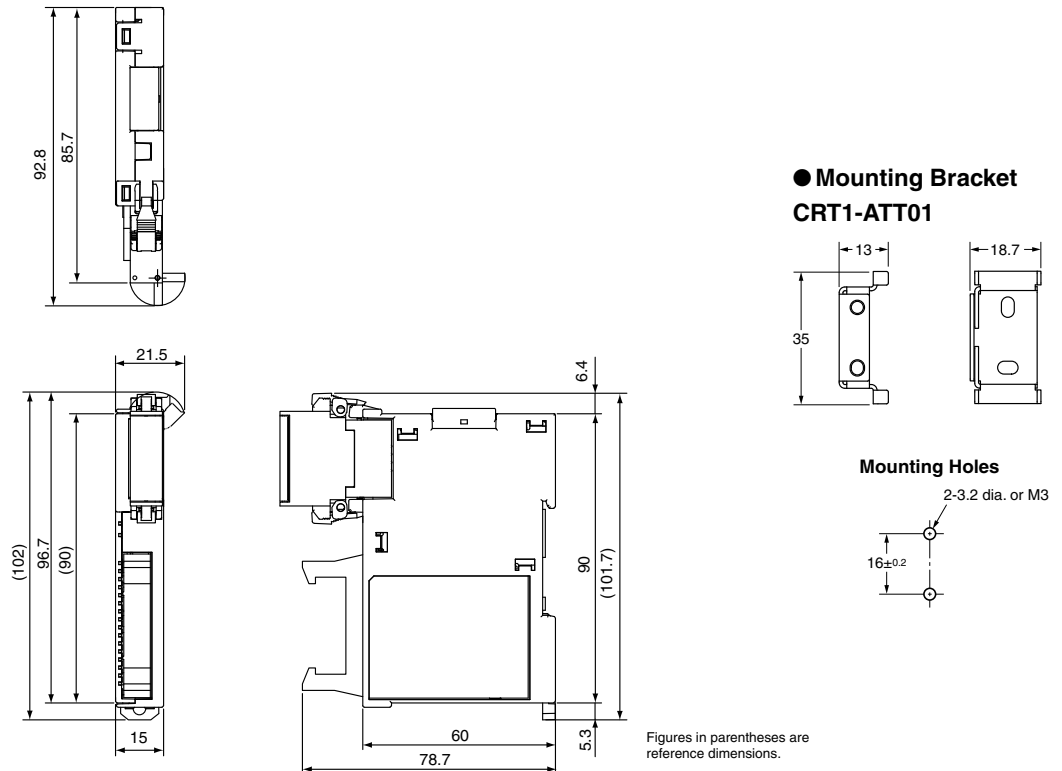 92.8
85.7
● Mounting Bracket
CRT1-ATT01
13
18.7
35
21.5
6.4
(102)
96.7
(90)
90
(101.7)
Mounting Holes
2-3.2 dia. or M3
16±0.2
15
60
78.7
5.3
Figures in parentheses are
reference dimensions.